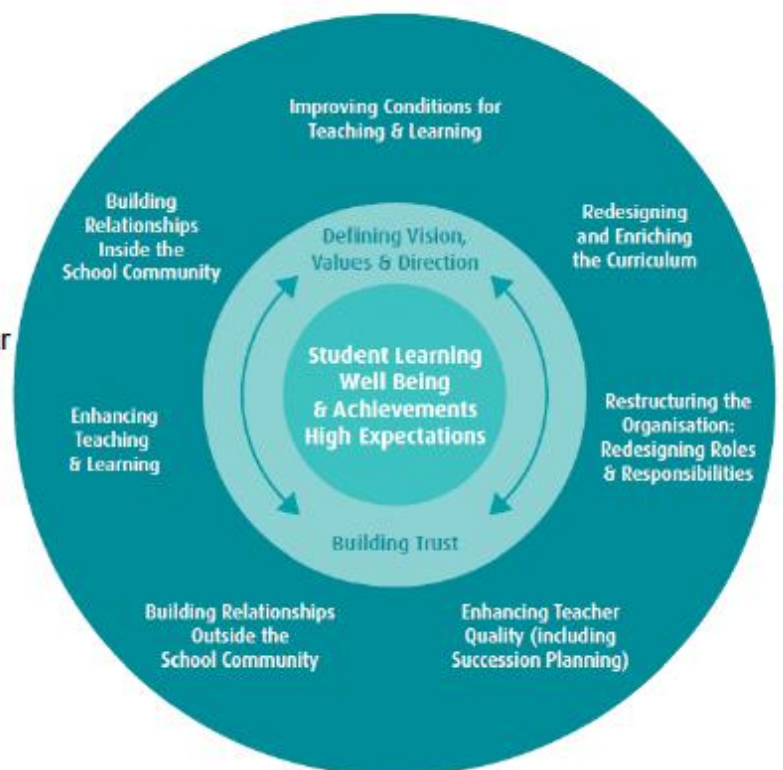 Improving Conditions for
Teaching & Learning
Building
Relationships
Inside the
School Community
Redesigning
and Enriching
the Curriculum
Defining Vision,
Values & Direction
r
Student Learning
Well Being
& Achievements
High Expectations
Enhancing
Teaching
& Learning
Restructuring the
Organisation:
Redesigning Roles
& Responsibilities
Building Trust
Building Relationships
Outside the
School Community
Enhancing Teacher
Quality (including
Succession Planning)